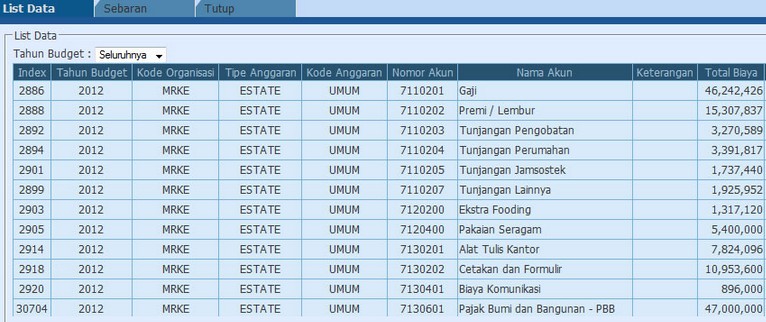 List Data Sebaran Tutup
List Data
Tahun Budget : Seluruhnya
Index Tahun Budget Kode Organisasi Tipe Anggaran Kode Anggaran Nomor Akun Nama Akun Keterangan Total Biaya
2886 2012 MRKE ESTATE UMUM 7110201 Gaji 46,242,426
2888 2012 MRKE ESTATE UMUM 7110202 Premi / Lembur 15,307,837
2892 2012 MRKE ESTATE UMUM 7110203 Tunjangan Pengobatan 3,270,589
2894 2012 MRKE ESTATE UMUM 7110204 Tunjangan Perumahan 3,391,817
2901 2012 MRKE ESTATE UMUM 7110205 Tunjangan Jamsostek 1,737,440
2899 2012 MRKE ESTATE UMUM 7110207 Tunjangan Lainnya 1,925,952
2903 2012 MRKE ESTATE UMUM 7120200 Ekstra Fooding 1,317,120
2905 2012 MRKE ESTATE UMUM 7120400 Pakaian Seragam 5,400,000
2914 2012 MRKE ESTATE UMUM 7130201 Alat Tulis Kantor 7,824,096
2918 2012 MRKE ESTATE UMUM 7130202 Cetakan dan Formulir 10,953,600
2920 2012 MRKE ESTATE UMUM 7130401 Biaya Komunikasi 896,000
30704 2012 MRKE ESTATE UMUM 7130601 Pajak Bumi dan Bangunan - PBB 47,000,000